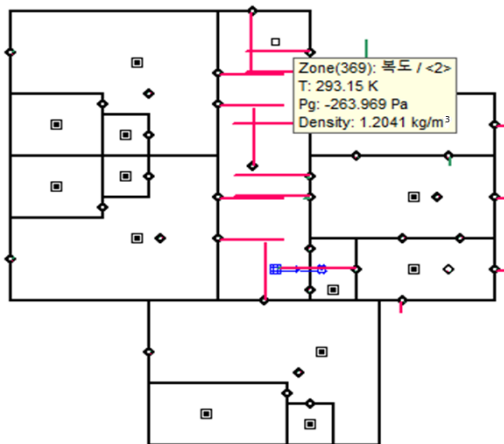 Zone(369): 복도 / <2>
T: 293.15 K
Pg: -263.969 Pa
Density: 1.2041 kg/m³